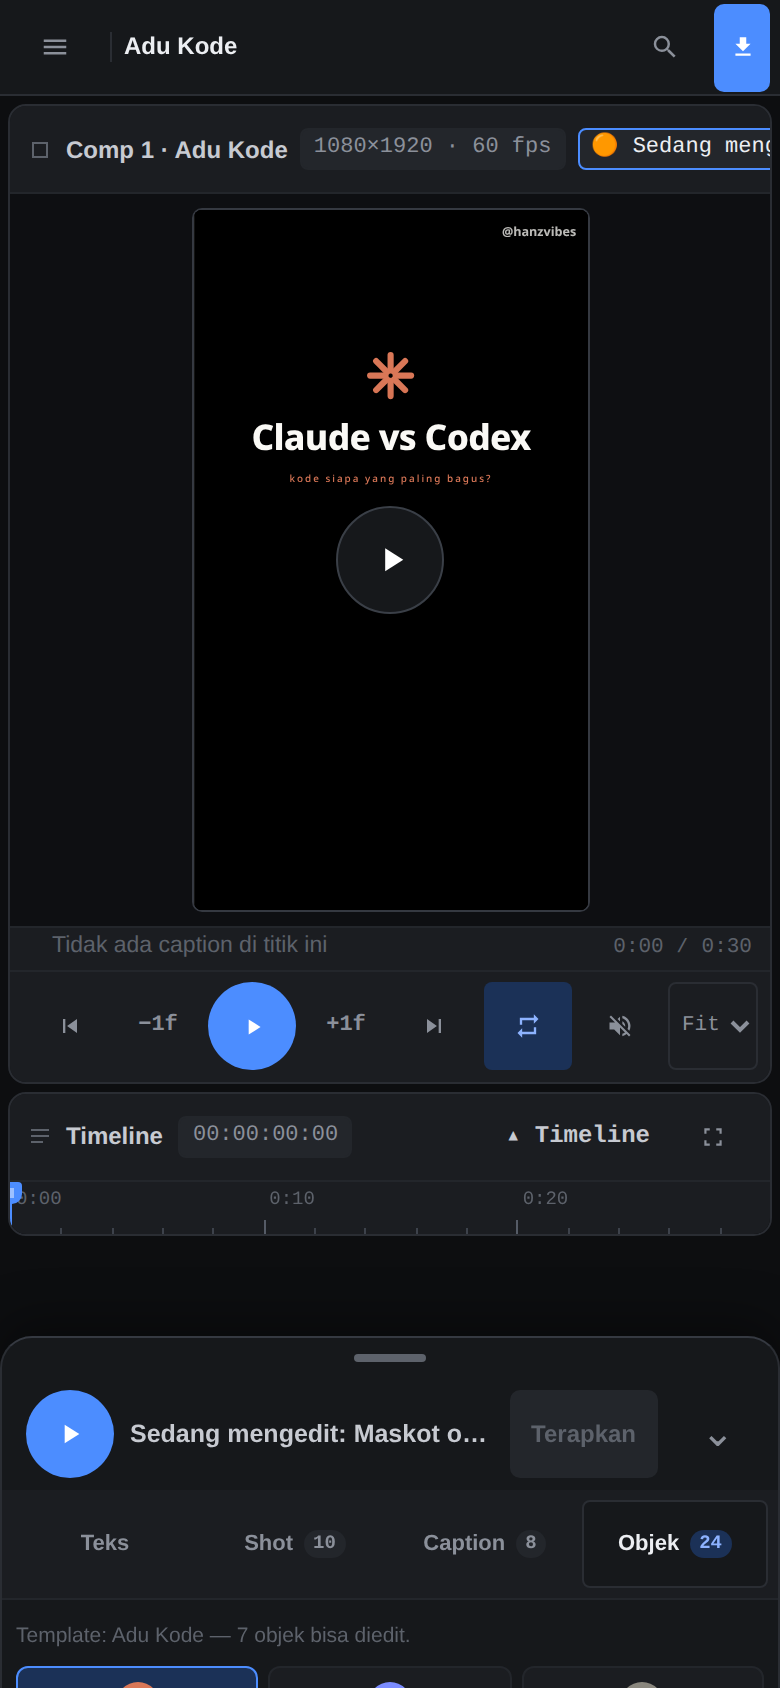 Adu Kode
Comp 1 · Adu Kode
1080×1920 · 60 fps
Sedang meng
@hanzvibes
Claude vs Codex
kode siapa yang paling bagus?
Tidak ada caption di titik ini
0:00 / 0:30
−1f
+1f
Fit
Timeline
00:00:00:00
▲ Timeline
0:00
0:10
0:20
Sedang mengedit: Maskot o…
Terapkan
Teks
Shot 10
Caption 8
Objek 24
Template: Adu Kode — 7 objek bisa diedit.